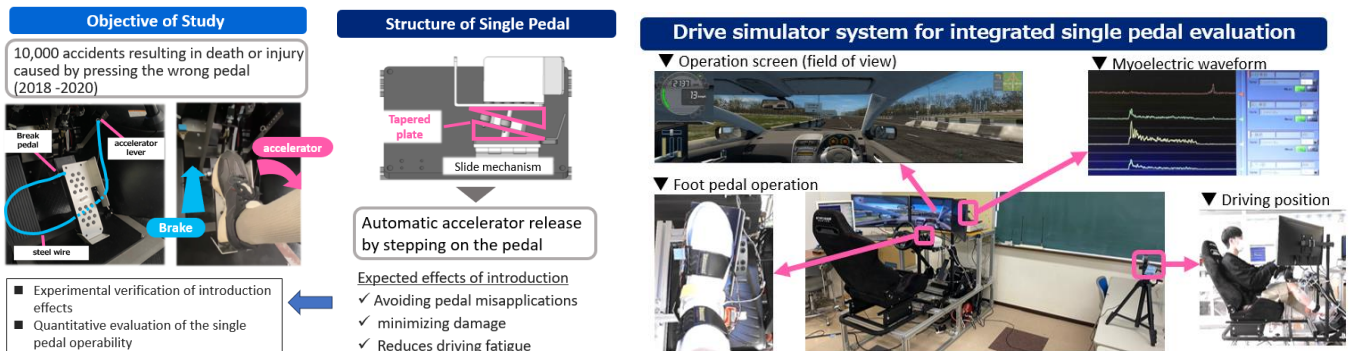 Objective of Study
10,000 accidents resulting in death or injury
caused by pressing the wrong pedal
(2018 -2020)
Break
pedal
accelerator
lever
steel wire
accelerator
Brake
■ Experimental verification of introduction
effects
■ Quantitative evaluation of the single
pedal operability
Structure of Single Pedal
Tapered
plate
Slide mechanism
Automatic accelerator release
by stepping on the pedal
Expected effects of introduction
✓ Avoiding pedal misapplications
✓ minimizing damage
✓ Reduces driving fatigue
Drive simulator system for integrated single pedal evaluation
▼ Operation screen (field of view)
▼ Myoelectric waveform
▼ Foot pedal operation
▼ Driving position